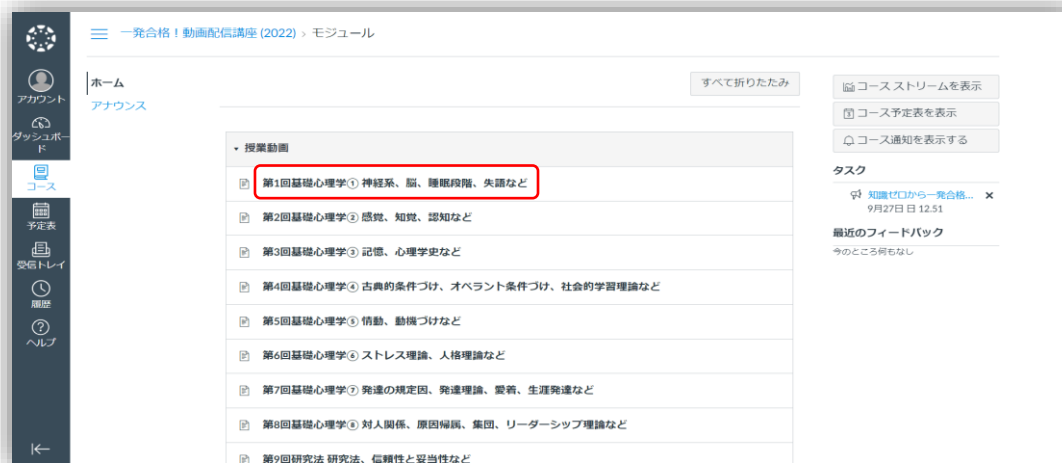 一発合格！動画配信講座 (2022) › モジュール
アカウント
ダッシュボー
ド
コース
予定表
受信トレイ
履歴
ヘルプ
ホーム
アナウンス
すべて折りたたみ
授業動画
第1回基礎心理学① 神経系、脳、睡眠段階、失語など
第2回基礎心理学② 感覚、知覚、認知など
第3回基礎心理学③ 記憶、心理学史など
第4回基礎心理学④ 古典的条件づけ、オペラント条件づけ、社会的学習理論など
第5回基礎心理学⑤ 情動、動機づけなど
第6回基礎心理学⑥ ストレス理論、人格理論など
第7回基礎心理学⑦ 発達の規定因、発達理論、愛着、生涯発達など
第8回基礎心理学⑧ 対人関係、原因帰属、集団、リーダーシップ理論など
第9回研究法 研究法、信頼性と妥当性など
コース ストリームを表示
コース予定表を表示
コース通知を表示する
タスク
知識ゼロから一発合格...
9月27日 日 12.51
最近のフィードバック
今のところ何もなし